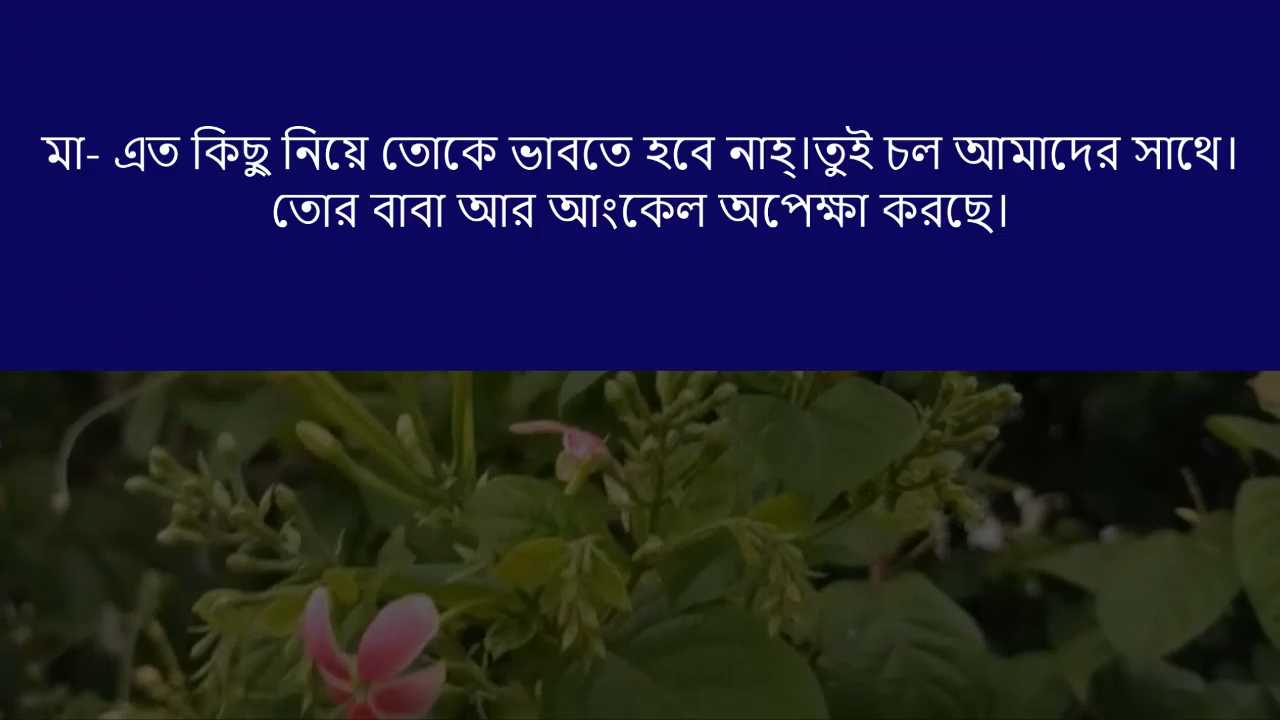 মা- এত কিছু নিয়ে তোকে ভাবতে হবে নাহ্।তুই চল আমাদের সাথে।
তোর বাবা আর আংকেল অপেক্ষা করছে।